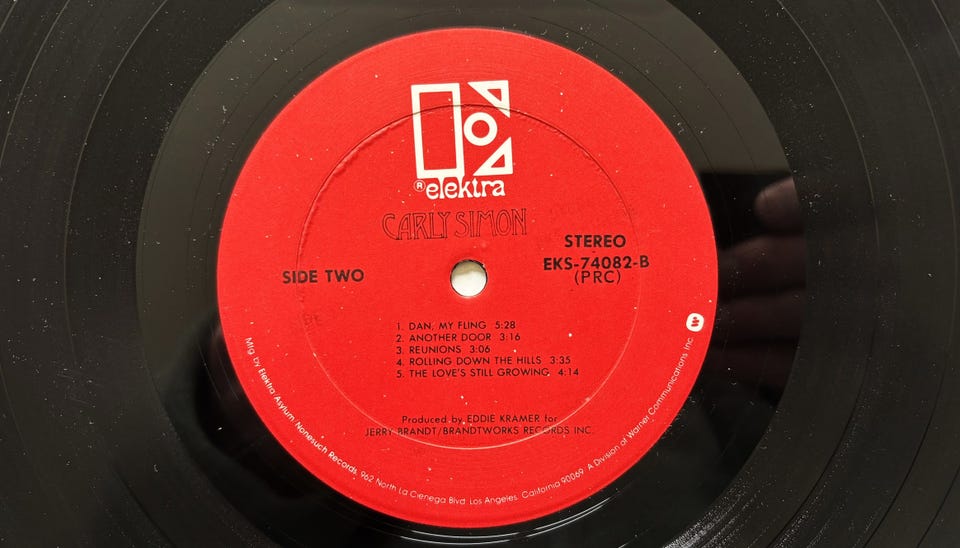 ® elektra
CARLY SIMON
STEREO
EKS-74082-B
(PRC)
SIDE TWO
1. DAN, MY FLING 5:28
2. ANOTHER DOOR 3:16
3. REUNIONS 3:06
4. ROLLING DOWN THE HILLS 3:35
5. THE LOVE'S STILL GROWING 4:14
Produced by EDDIE KRAMER for
JERRY BRANDT/BRANDTWORKS RECORDS INC.
Mfg. by Elektra Asylum Nonesuch Records, 962 North La Cienega Blvd. Los Angeles, California 90069. A Division of Warner Communications Inc.